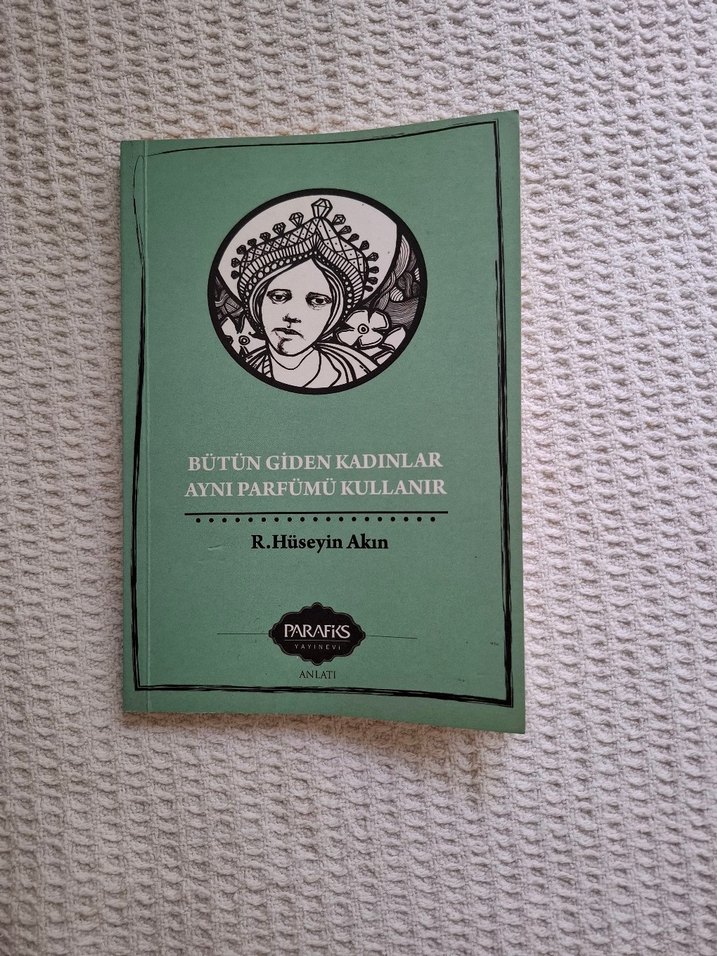 BÜTÜN GİDEN KADINLAR
AYNI PARFÜMÜ KULLANIR
R.Hüseyin Akın
PARAFİKS
YAYINEVİ
ANLATI